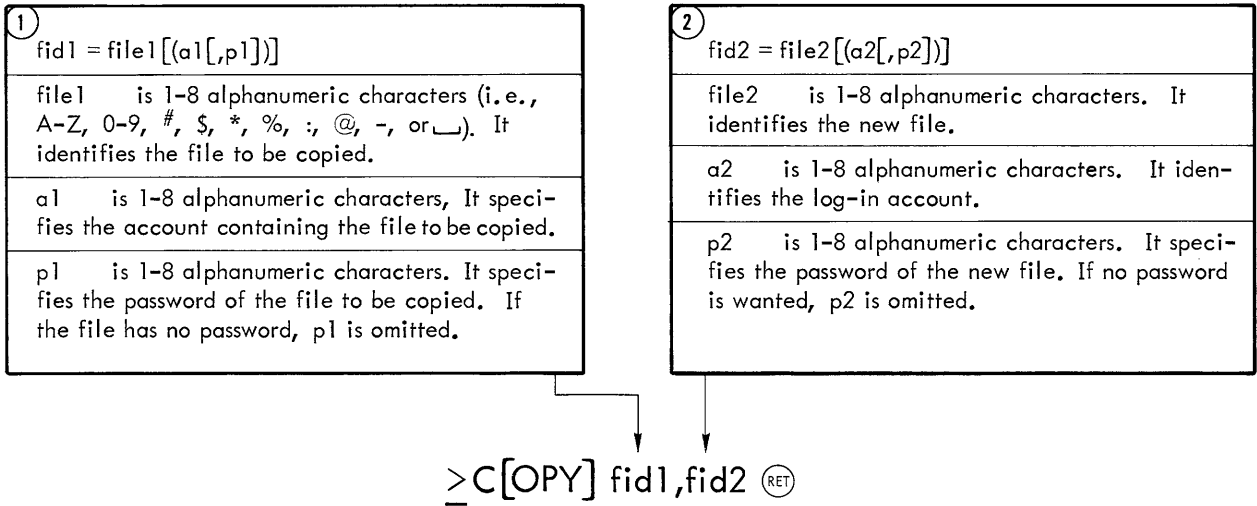 1
fid1 = file1[(a1[,p1])]
file1 is 1-8 alphanumeric characters (i.e.,
A-Z, 0-9, #, $, *, %, :, @, -, or ⎵). It
identifies the file to be copied.
a1 is 1-8 alphanumeric characters, It speci-
fies the account containing the file to be copied.
p1 is 1-8 alphanumeric characters. It speci-
fies the password of the file to be copied. If
the file has no password, p1 is omitted.
2
fid2 = file2[(a2[,p2])]
file2 is 1-8 alphanumeric characters. It
identifies the new file.
a2 is 1-8 alphanumeric characters. It iden-
tifies the log-in account.
p2 is 1-8 alphanumeric characters. It speci-
fies the password of the new file. If no password
is wanted, p2 is omitted.
>C[OPY] fid1,fid2 RET